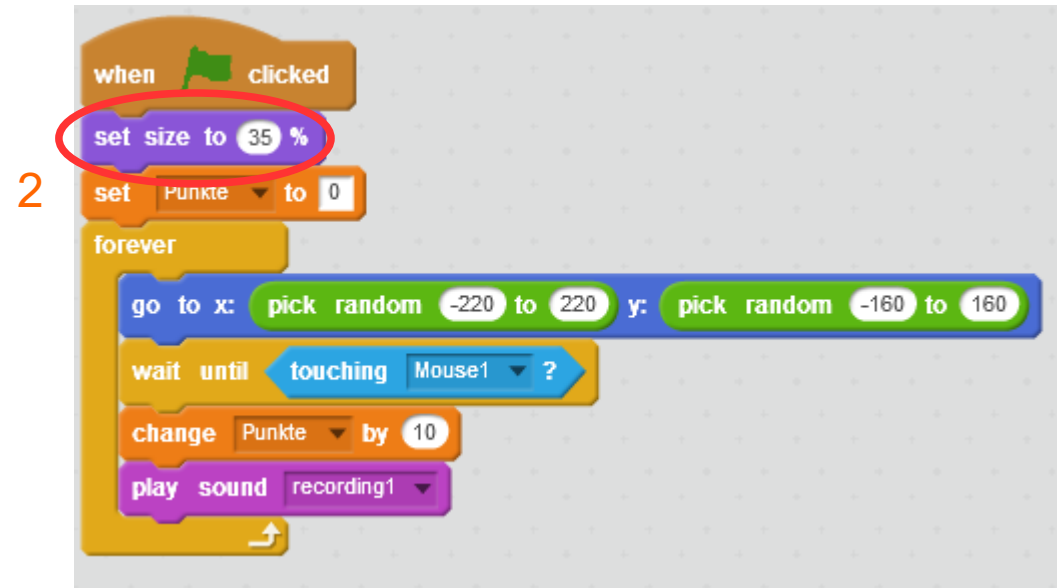 when clicked
set size to 35 %
2
set Punkte to 0
forever
go to x: pick random -220 to 220 y: pick random -160 to 160
wait until touching Mouse1 ?
change Punkte by 10
play sound recording1